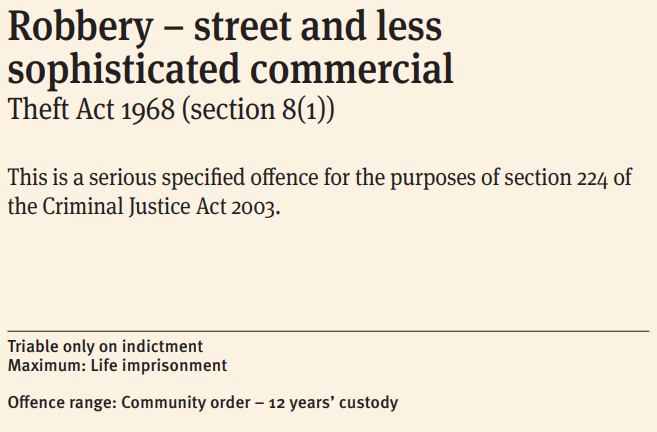 Robbery – street and less
sophisticated commercial
Theft Act 1968 (section 8(1))
This is a serious specified offence for the purposes of section 224 of
the Criminal Justice Act 2003.
Triable only on indictment
Maximum: Life imprisonment
Offence range: Community order – 12 years’ custody